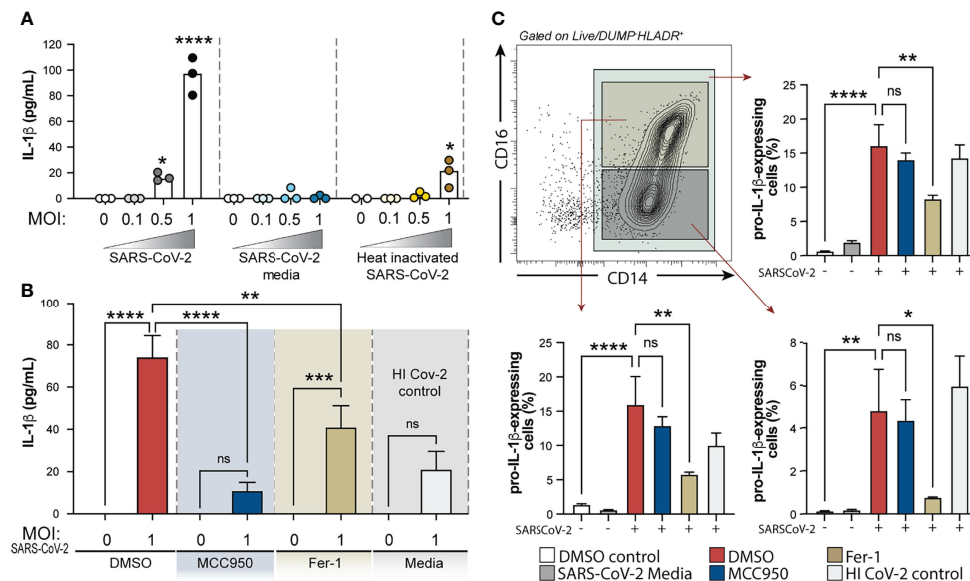 A
IL-1β (pg/mL)
120
100
80
60
40
20
0
****
*
*
MOI:
0 0.1 0.5 1
0 0.1 0.5 1
0 0.1 0.5 1
SARS-CoV-2
SARS-CoV-2
media
Heat inactivated
SARS-CoV-2
B
IL-1β (pg/mL)
100
80
60
40
20
0
**
****
****
ns
***
HI Cov-2
control
ns
MOI:
SARS-CoV-2
0 1 0 1 0 1 0 1
DMSO
MCC950
Fer-1
Media
C
Gated on Live/DUMP-HLADR+
CD16
CD14
pro-IL-1β-expressing
cells (%)
25
20
15
10
5
0
**
****
ns
SARSCoV-2 - - + + + +
pro-IL-1β-expressing
cells (%)
25
20
15
10
5
0
**
****
ns
SARSCoV-2 - - + + + +
pro-IL-1β-expressing
cells (%)
8
6
4
2
0
*
**
ns
SARSCoV-2 - - + + + +
DMSO control
DMSO
Fer-1
SARS-CoV-2 Media
MCC950
HI CoV-2 control